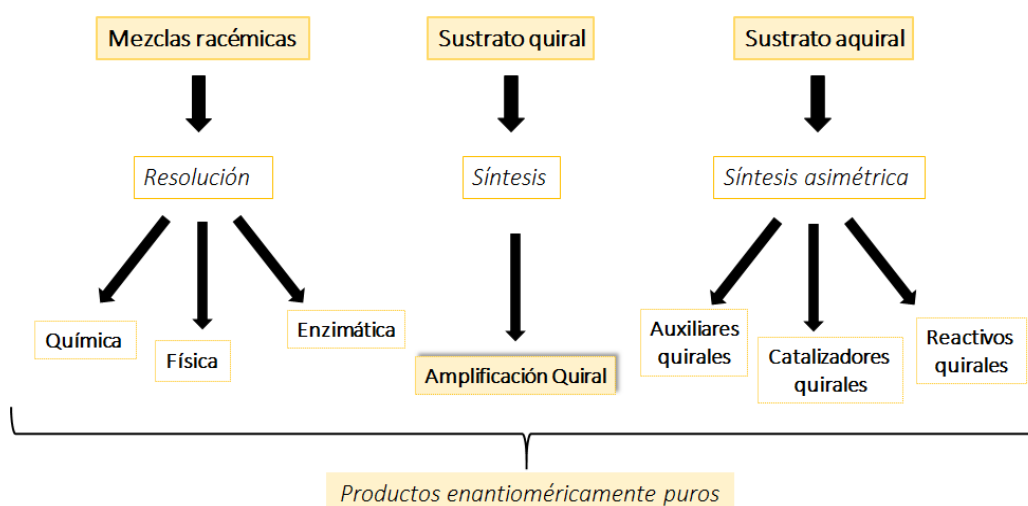 Mezclas racémicas
Sustrato quiral
Sustrato aquiral
Resolución
Síntesis
Síntesis asimétrica
Química
Física
Enzimática
Amplificación Quiral
Auxiliares
quirales
Catalizadores
quirales
Reactivos
quirales
Productos enantioméricamente puros